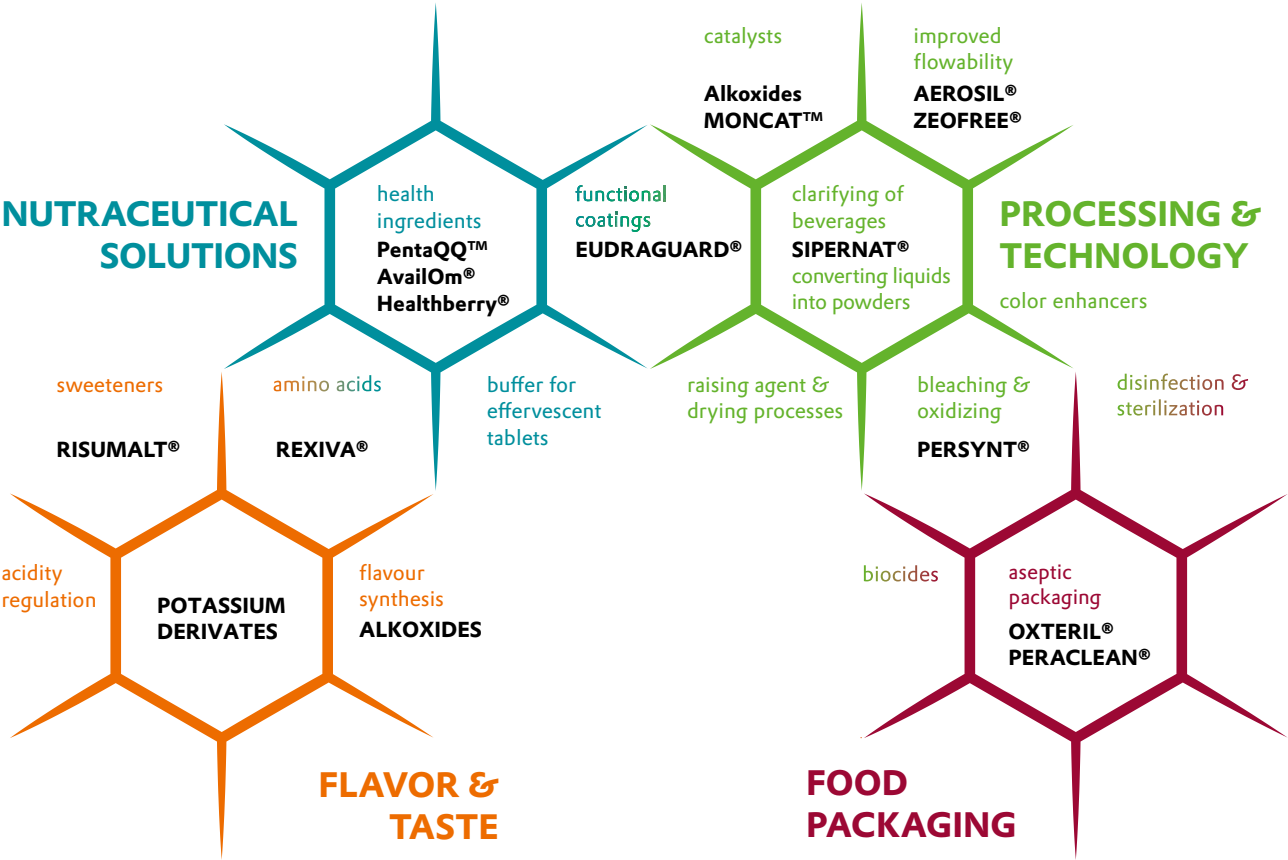 catalysts
Alkoxides
MONCAT™
improved
flowability
AEROSIL®
ZEOFREE®
NUTRACEUTICAL
SOLUTIONS
health
ingredients
PentaQQ™
AvailOm®
Healthberry®
functional
coatings
EUDRAGUARD®
clarifying of
beverages
SIPERNAT®
converting liquids
into powders
PROCESSING &
TECHNOLOGY
color enhancers
sweeteners
RISUMALT®
amino acids
REXIVA®
buffer for
effervescent
tablets
raising agent &
drying processes
bleaching &
oxidizing
PERSYNT®
disinfection &
sterilization
acidity
regulation
POTASSIUM
DERIVATES
flavour
synthesis
ALKOXIDES
biocides
aseptic
packaging
OXTERIL®
PERACLEAN®
FLAVOR &
TASTE
FOOD
PACKAGING